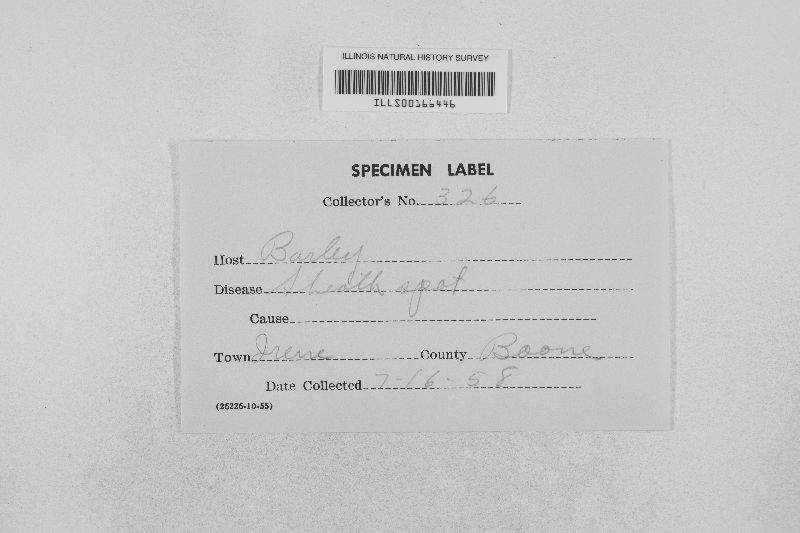 ILLINOIS NATURAL HISTORY SURVEY
ILLS00166446
SPECIMEN LABEL
Collector's No. 326
Host Barley
Disease Sheath spot
Cause
Town Irene County Boone
Date Collected 7-16-58
(26226-10-55)